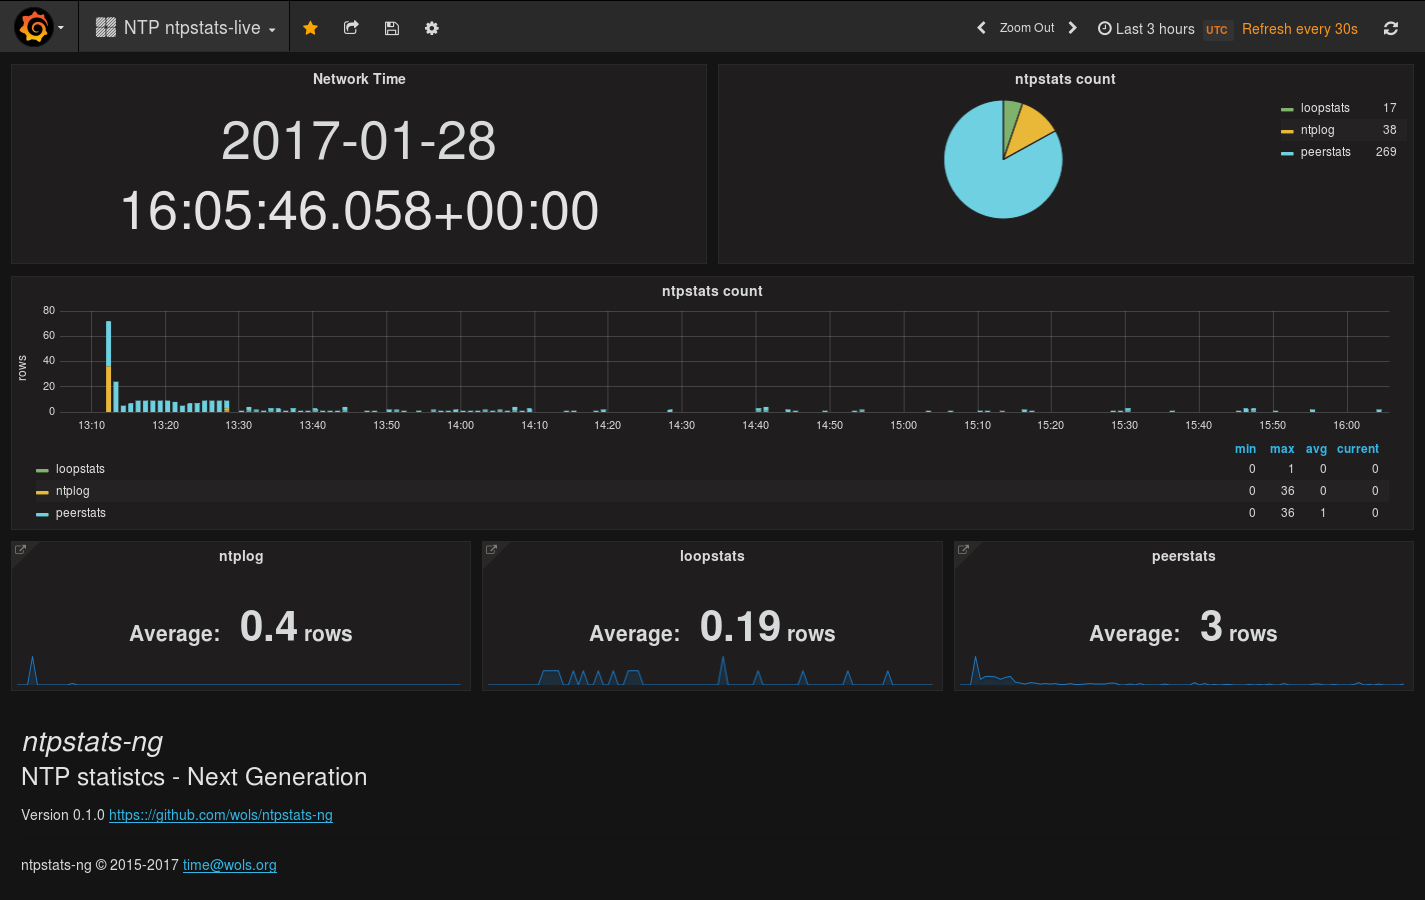 NTP ntpstats-live
Zoom Out
Last 3 hours UTC Refresh every 30s
Network Time
2017-01-28
16:05:46.058+00:00
ntpstats count
loopstats 17
ntplog 38
peerstats 269
ntpstats count
rows
80
60
40
20
0
13:10 13:20 13:30 13:40 13:50 14:00 14:10 14:20 14:30 14:40 14:50 15:00 15:10 15:20 15:30 15:40 15:50 16:00
min max avg current
loopstats 0 1 0 0
ntplog 0 36 0 0
peerstats 0 36 1 0
ntplog
Average: 0.4 rows
loopstats
Average: 0.19 rows
peerstats
Average: 3 rows
ntpstats-ng
NTP statistcs - Next Generation
Version 0.1.0 https:://github.com/wols/ntpstats-ng
ntpstats-ng © 2015-2017 time@wols.org